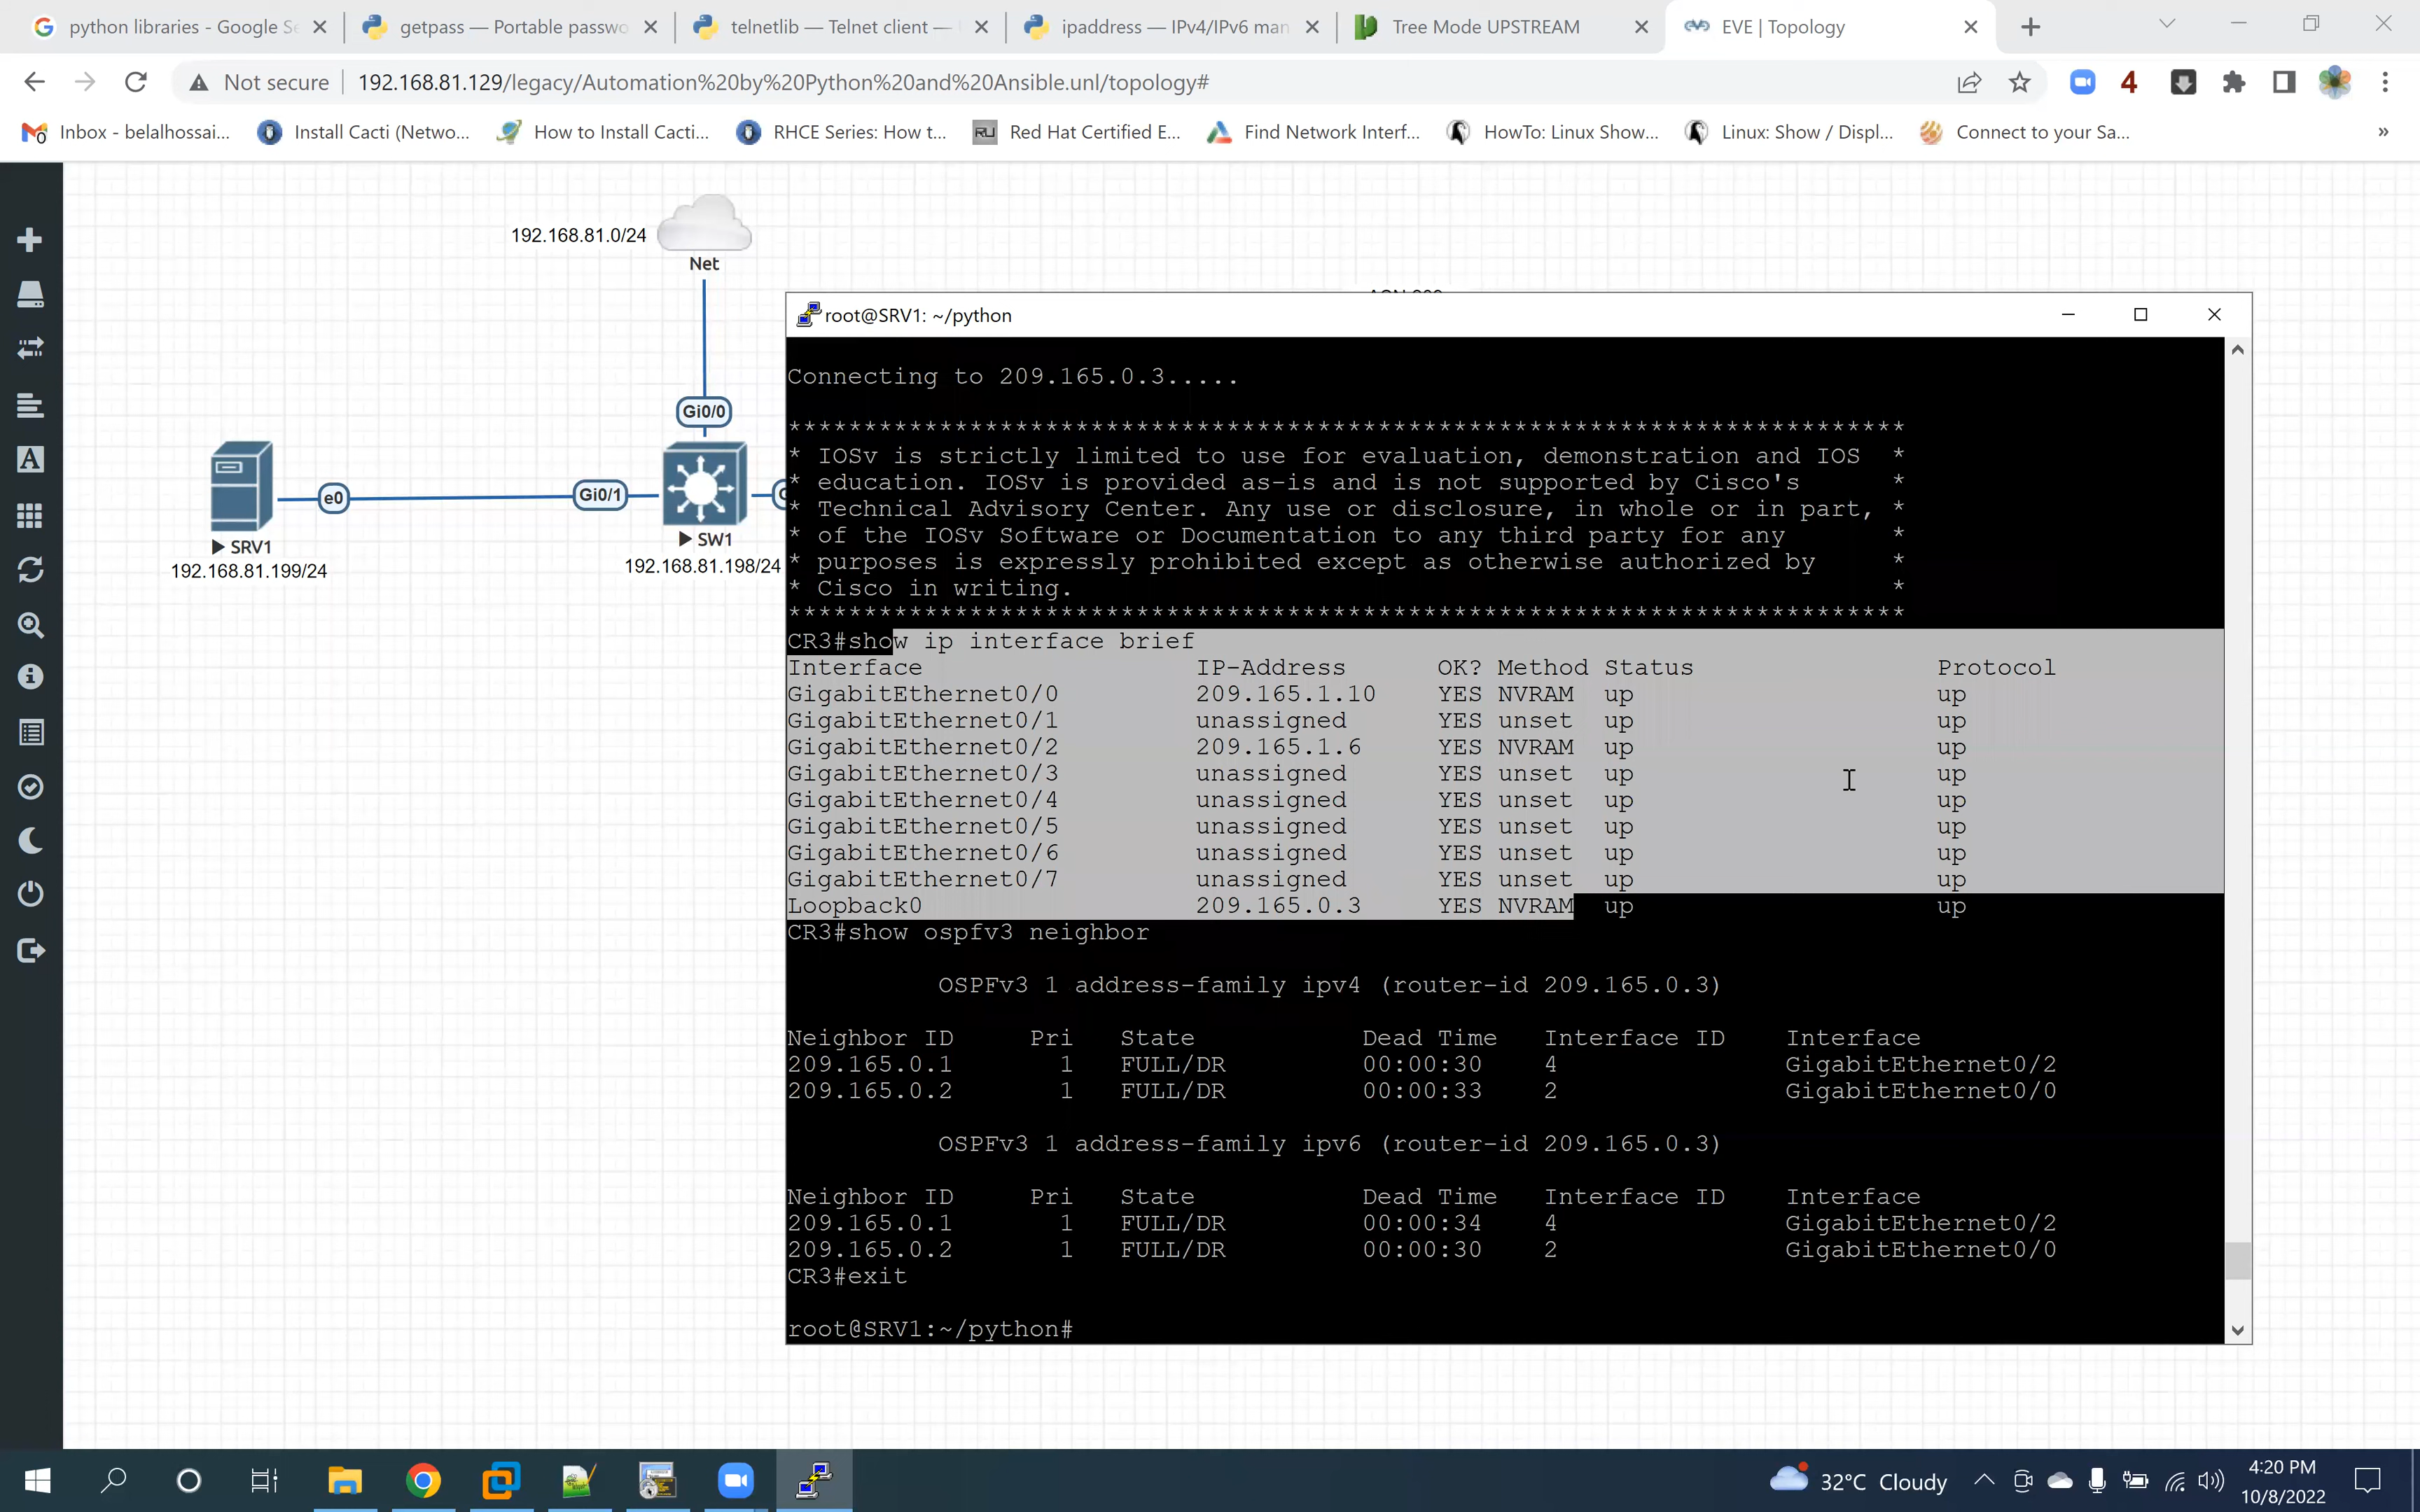 python libraries - Google Se
getpass — Portable passwo
telnetlib — Telnet client —
ipaddress — IPv4/IPv6 man
Tree Mode UPSTREAM
EVE | Topology
Not secure
192.168.81.129/legacy/Automation%20by%20Python%20and%20Ansible.unl/topology#
4
Inbox - belalhossai...
Install Cacti (Netwo...
How to Install Cacti...
RHCE Series: How t...
RU
Red Hat Certified E...
Find Network Interf...
HowTo: Linux Show...
Linux: Show / Displ...
Connect to your Sa...
»
192.168.81.0/24
Net
Gi0/0
e0
Gi0/1
SRV1
192.168.81.199/24
SW1
192.168.81.198/24
root@SRV1: ~/python
Connecting to 209.165.0.3.....
**************************************************************************
* IOSv is strictly limited to use for evaluation, demonstration and IOS  *
* education. IOSv is provided as-is and is not supported by Cisco's      *
* Technical Advisory Center. Any use or disclosure, in whole or in part, *
* of the IOSv Software or Documentation to any third party for any       *
* purposes is expressly prohibited except as otherwise authorized by     *
* Cisco in writing.                                                      *
**************************************************************************
CR3#show ip interface brief
Interface                  IP-Address      OK? Method Status                Protocol
GigabitEthernet0/0         209.165.1.10    YES NVRAM  up                    up
GigabitEthernet0/1         unassigned      YES unset  up                    up
GigabitEthernet0/2         209.165.1.6     YES NVRAM  up                    up
GigabitEthernet0/3         unassigned      YES unset  up                    up
GigabitEthernet0/4         unassigned      YES unset  up                    up
GigabitEthernet0/5         unassigned      YES unset  up                    up
GigabitEthernet0/6         unassigned      YES unset  up                    up
GigabitEthernet0/7         unassigned      YES unset  up                    up
Loopback0                  209.165.0.3     YES NVRAM  up                    up
CR3#show ospfv3 neighbor
OSPFv3 1 address-family ipv4 (router-id 209.165.0.3)
Neighbor ID     Pri   State           Dead Time   Interface ID    Interface
209.165.0.1       1   FULL/DR         00:00:30    4               GigabitEthernet0/2
209.165.0.2       1   FULL/DR         00:00:33    2               GigabitEthernet0/0
OSPFv3 1 address-family ipv6 (router-id 209.165.0.3)
Neighbor ID     Pri   State           Dead Time   Interface ID    Interface
209.165.0.1       1   FULL/DR         00:00:34    4               GigabitEthernet0/2
209.165.0.2       1   FULL/DR         00:00:30    2               GigabitEthernet0/0
CR3#exit
root@SRV1:~/python#
32°C Cloudy
4:20 PM
10/8/2022